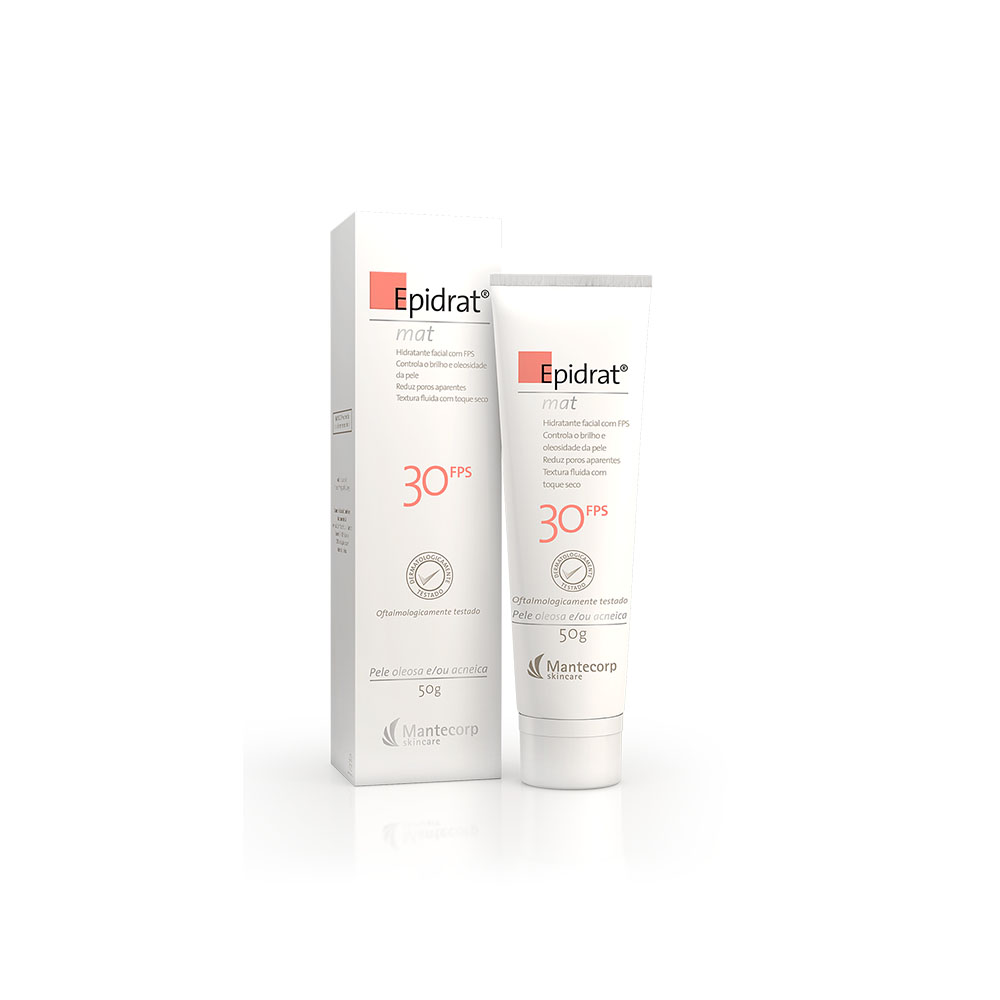 Epidrat®
mat
Hidratante facial com FPS
Controla o brilho e oleosidade
da pele
Reduz poros aparentes
Textura fluida com toque seco
30 FPS
DERMATOLOGICAMENTE
TESTADO
Oftalmologicamente testado
Pele oleosa e/ou acneica
50g
Mantecorp
skincare
Epidrat®
mat
Hidratante facial com FPS
Controla o brilho e
oleosidade da pele
Reduz poros aparentes
Textura fluida com
toque seco
30 FPS
DERMATOLOGICAMENTE
TESTADO
Oftalmologicamente testado
Pele oleosa e/ou acneica
50g
Mantecorp
skincare